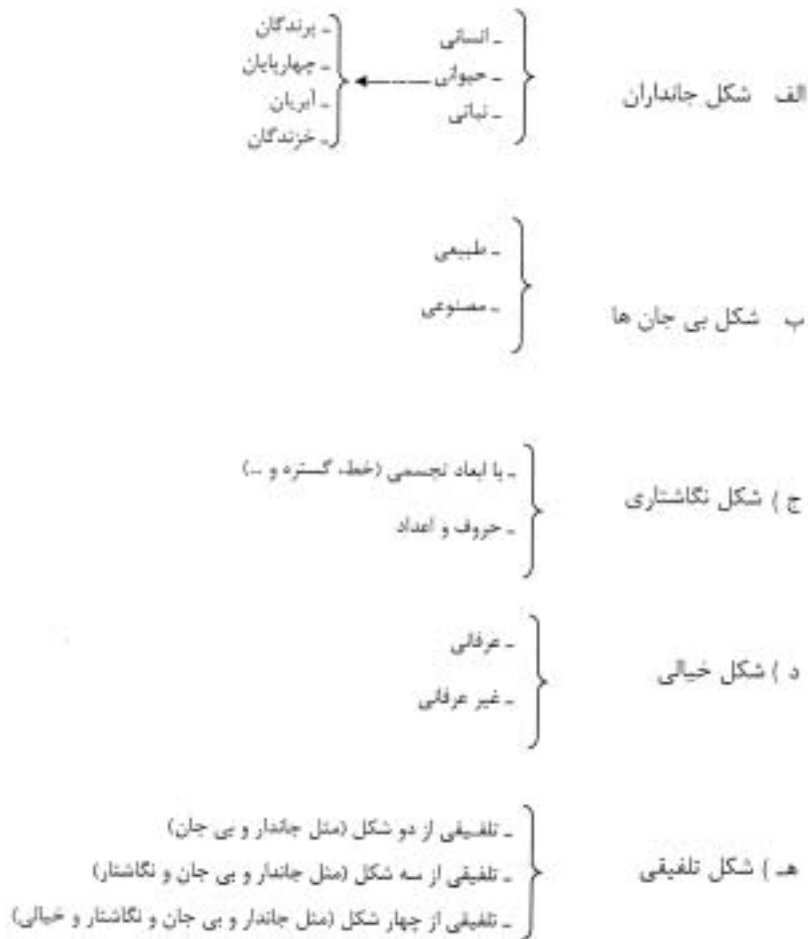 الف شکل جانداران
ـ انسانی
ـ حیوانی
ـ نباتی
ـ پرندگان
ـ چهارپایان
ـ آبزیان
ـ خزندگان
ب شکل بی جان ها
ـ طبیعی
ـ مصنوعی
ج ) شکل نگاشتاری
ـ با ابعاد تجسمی (خط، گستره و ...)
ـ حروف و اعداد
د ) شکل خیالی
ـ عرفانی
ـ غیر عرفانی
هـ ) شکل تلفیقی
ـ تلفیقی از دو شکل (مثل جاندار و بی جان)
ـ تلفیقی از سه شکل (مثل جاندار و بی جان و نگاشتار)
ـ تلفیقی از چهار شکل (مثل جاندار و بی جان و نگاشتار و خیالی)